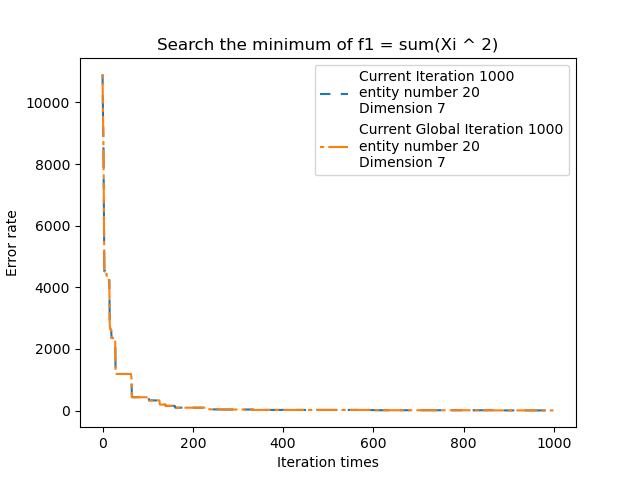 Search the minimum of f1 = sum(Xi ^ 2)
Current Iteration 1000
entity number 20
Dimension 7
Current Global Iteration 1000
entity number 20
Dimension 7
Error rate
10000
8000
6000
4000
2000
0
0 200 400 600 800 1000
Iteration times